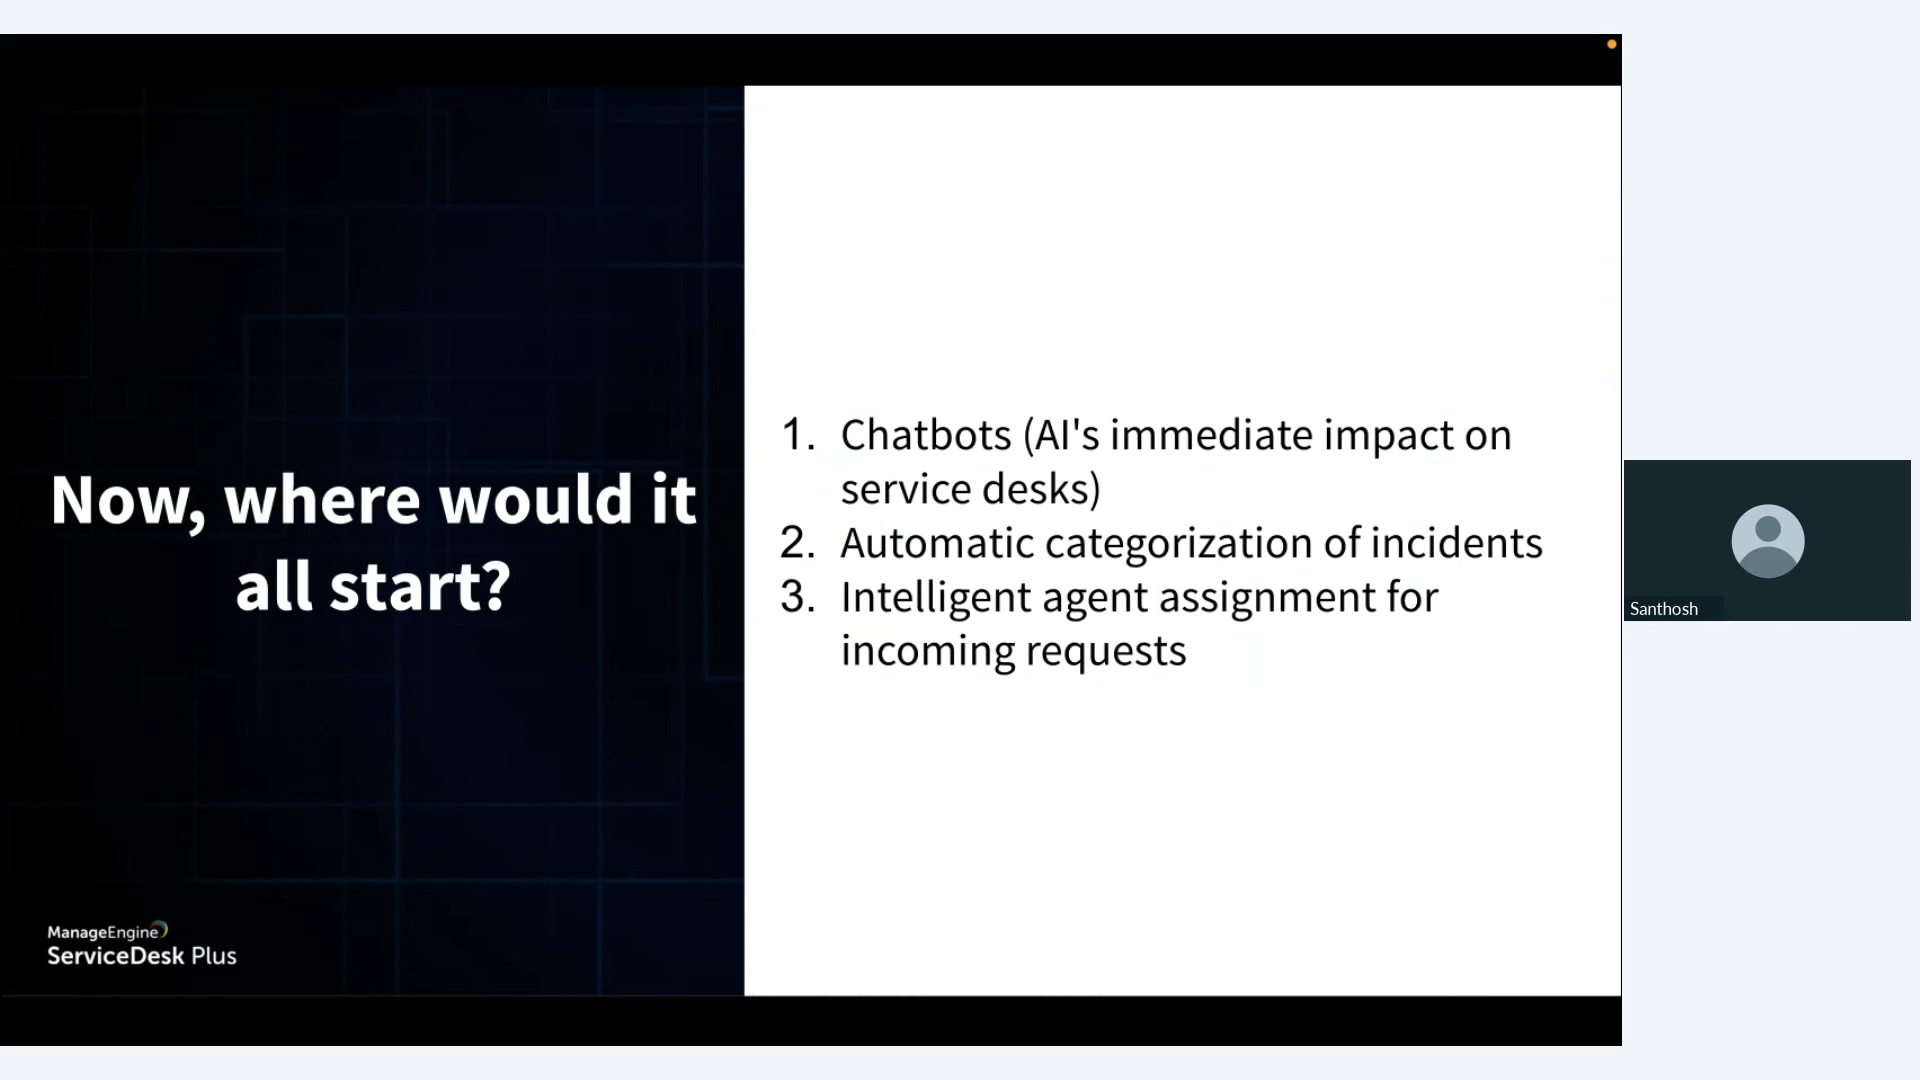 Now, where would it
all start?
1. Chatbots (AI's immediate impact on
service desks)
2. Automatic categorization of incidents
3. Intelligent agent assignment for
incoming requests
ManageEngine
ServiceDesk Plus
Santhosh